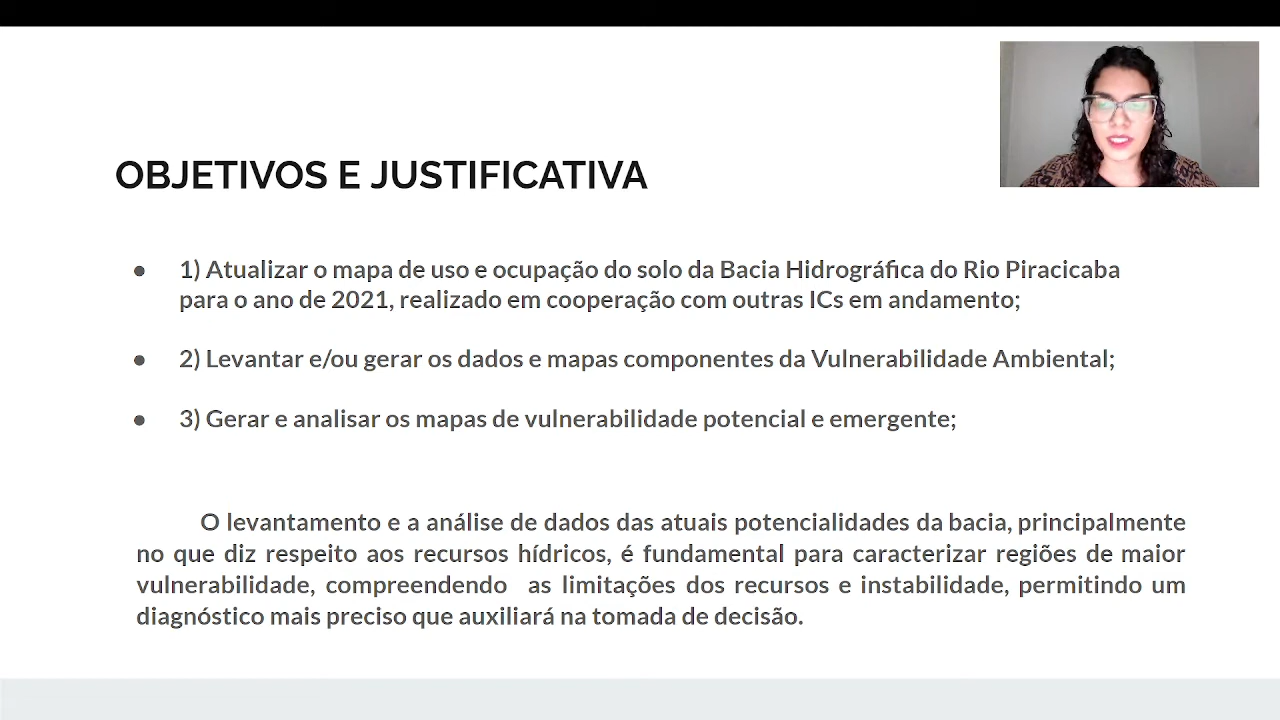 OBJETIVOS E JUSTIFICATIVA
● 1) Atualizar o mapa de uso e ocupação do solo da Bacia Hidrográfica do Rio Piracicaba
para o ano de 2021, realizado em cooperação com outras ICs em andamento;
● 2) Levantar e/ou gerar os dados e mapas componentes da Vulnerabilidade Ambiental;
● 3) Gerar e analisar os mapas de vulnerabilidade potencial e emergente;
O levantamento e a análise de dados das atuais potencialidades da bacia, principalmente
no que diz respeito aos recursos hídricos, é fundamental para caracterizar regiões de maior
vulnerabilidade, compreendendo as limitações dos recursos e instabilidade, permitindo um
diagnóstico mais preciso que auxiliará na tomada de decisão.